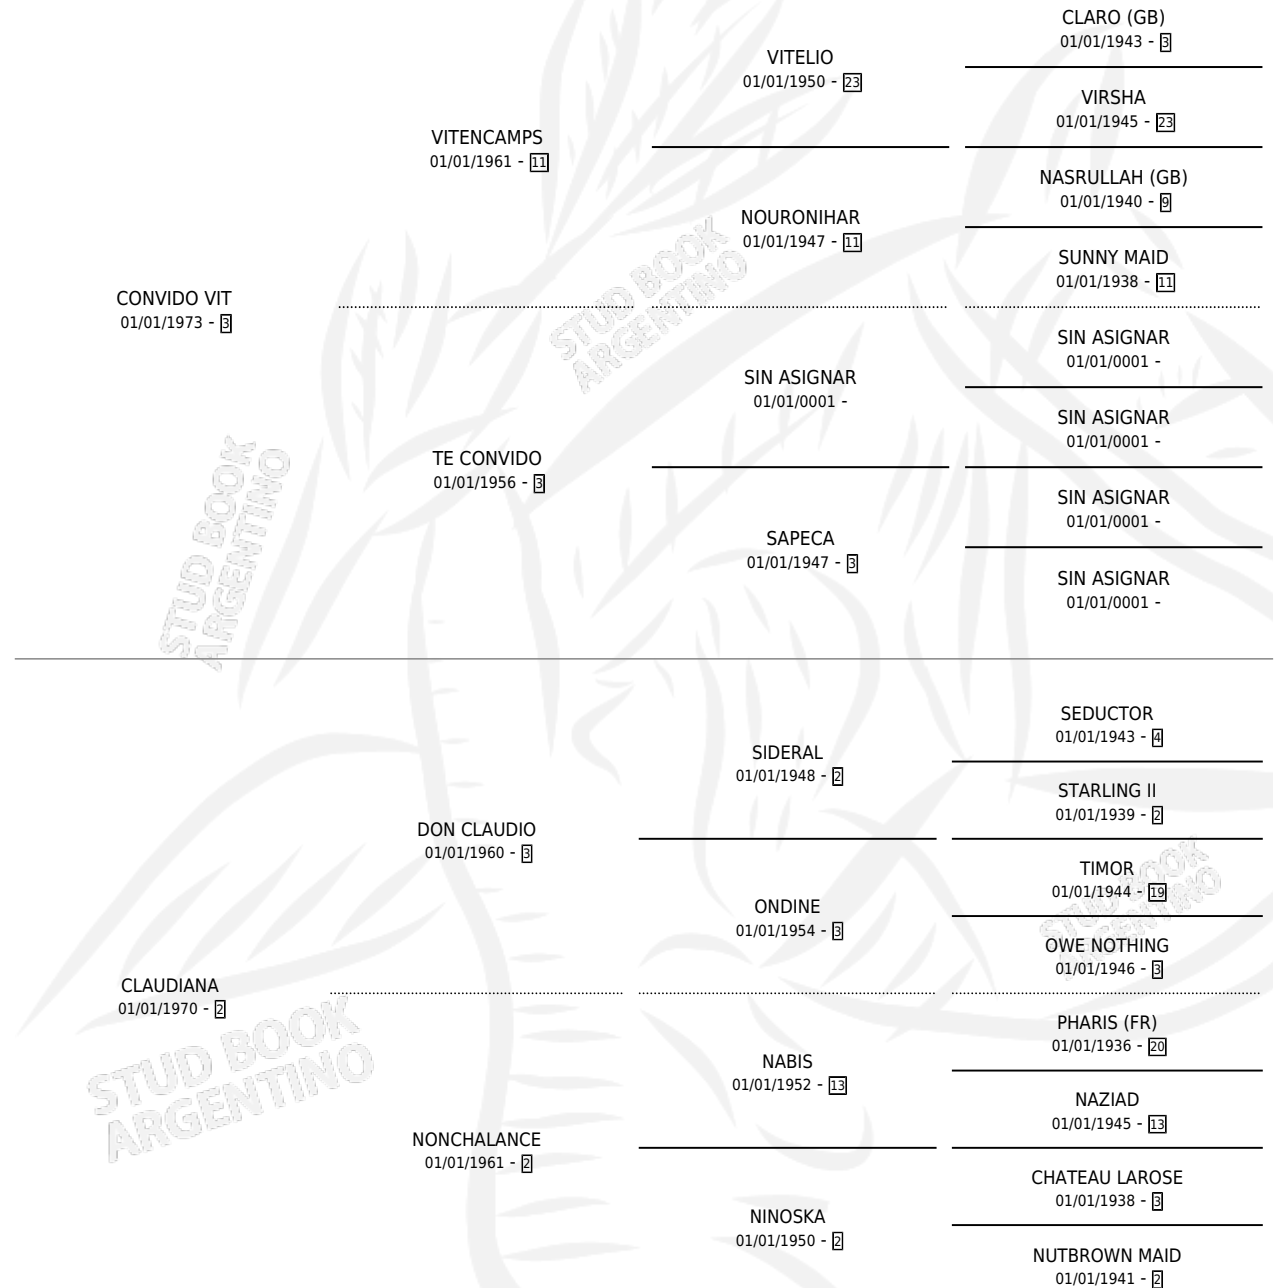 CLARO (GB)
01/01/1943 - 3
VITELIO
01/01/1950 - 23
VIRSHA
01/01/1945 - 23
VITENCAMPS
01/01/1961 - 11
NASRULLAH (GB)
01/01/1940 - 9
NOURONIHAR
01/01/1947 - 11
SUNNY MAID
01/01/1938 - 11
CONVIDO VIT
01/01/1973 - 3
STUD BOOK
ARGENTINO
SIN ASIGNAR
01/01/0001 -
SIN ASIGNAR
01/01/0001 -
SIN ASIGNAR
01/01/0001 -
TE CONVIDO
01/01/1956 - 3
SIN ASIGNAR
01/01/0001 -
SAPECA
01/01/1947 - 3
SIN ASIGNAR
01/01/0001 -
STUD BOOK
ARGENTINO
SEDUCTOR
01/01/1943 - 4
SIDERAL
01/01/1948 - 2
STARLING II
01/01/1939 - 2
DON CLAUDIO
01/01/1960 - 3
TIMOR
01/01/1944 - 19
STUD BOOK
ARGENTINO
ONDINE
01/01/1954 - 3
OWE NOTHING
01/01/1946 - 3
CLAUDIANA
01/01/1970 - 2
PHARIS (FR)
01/01/1936 - 20
NABIS
01/01/1952 - 13
STUD BOOK
ARGENTINO
NAZIAD
01/01/1945 - 13
NONCHALANCE
01/01/1961 - 2
CHATEAU LAROSE
01/01/1938 - 3
NINOSKA
01/01/1950 - 2
NUTBROWN MAID
01/01/1941 - 2